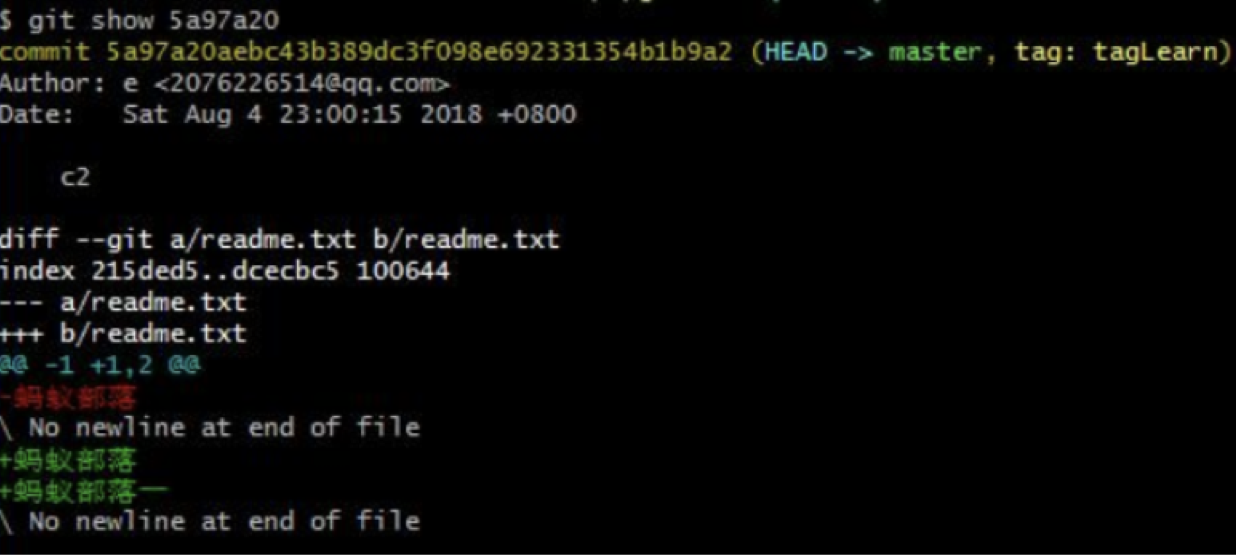 $ git show 5a97a20
commit 5a97a20aebc43b389dc3f098e692331354b1b9a2 (HEAD -> master, tag: tagLearn)
Author: e <2076226514@qq.com>
Date:   Sat Aug 4 23:00:15 2018 +0800
    c2
diff --git a/readme.txt b/readme.txt
index 215ded5..dcecbc5 100644
--- a/readme.txt
+++ b/readme.txt
@@ -1 +1,2 @@
-蚂蚁部落
\ No newline at end of file
+蚂蚁部落
+蚂蚁部落一
\ No newline at end of file